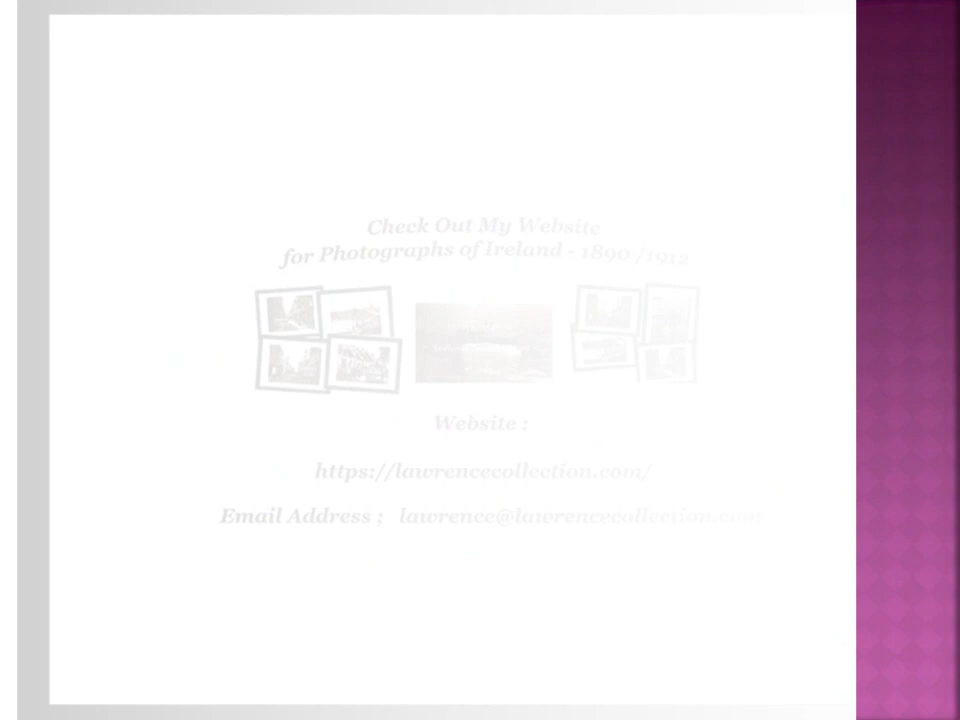 Check Out My Website
for Photographs of Ireland - 1890 /1912
Website :
https://lawrencecollection.com/
Email Address ; lawrence@lawrencecollection.com